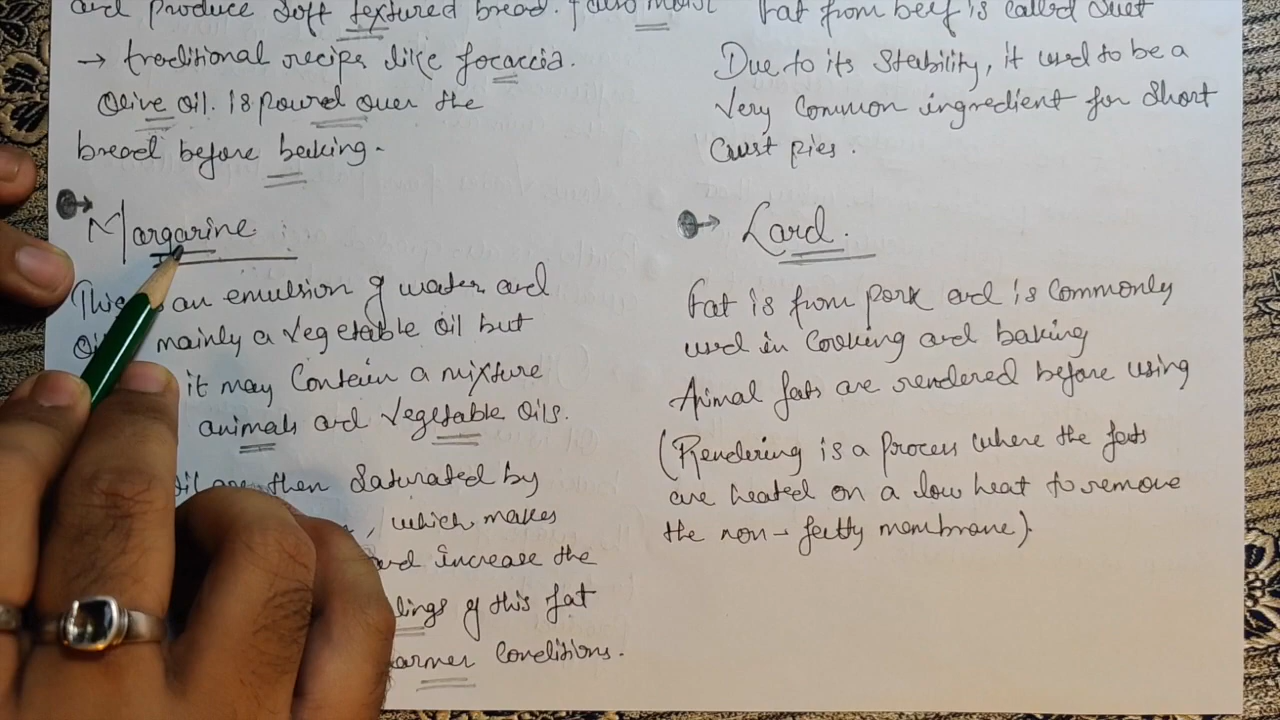 and produce soft textured bread. also moist
→ traditional recipe like focaccia.
Olive oil. is poured over the
bread before baking.
Margarine :
This an emulsion of water and
mainly a vegetable oil but
it may contain a mixture
animals and vegetable oils.
oil are then saturated by
, which makes
and increase the
of this fat
conditions.
Fat from beef is called suet
Due to its stability, it used to be a
very common ingredient for short
crust pies.
Lard.
Fat is from pork and is commonly
used in cooking and baking
Animal fats are rendered before using
(Rendering is a process where the fats
are heated on a low heat to remove
the non-fatty membrane).